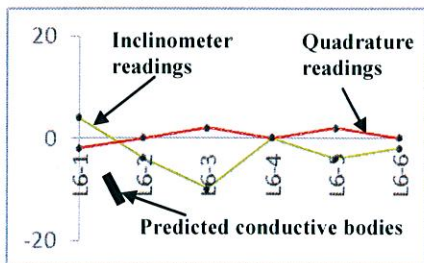 20
Inclinometer
readings
Quadrature
readings
0
L6-1
L6-2
L6-3
L6-4
L6-5
L6-6
Predicted conductive bodies
-20